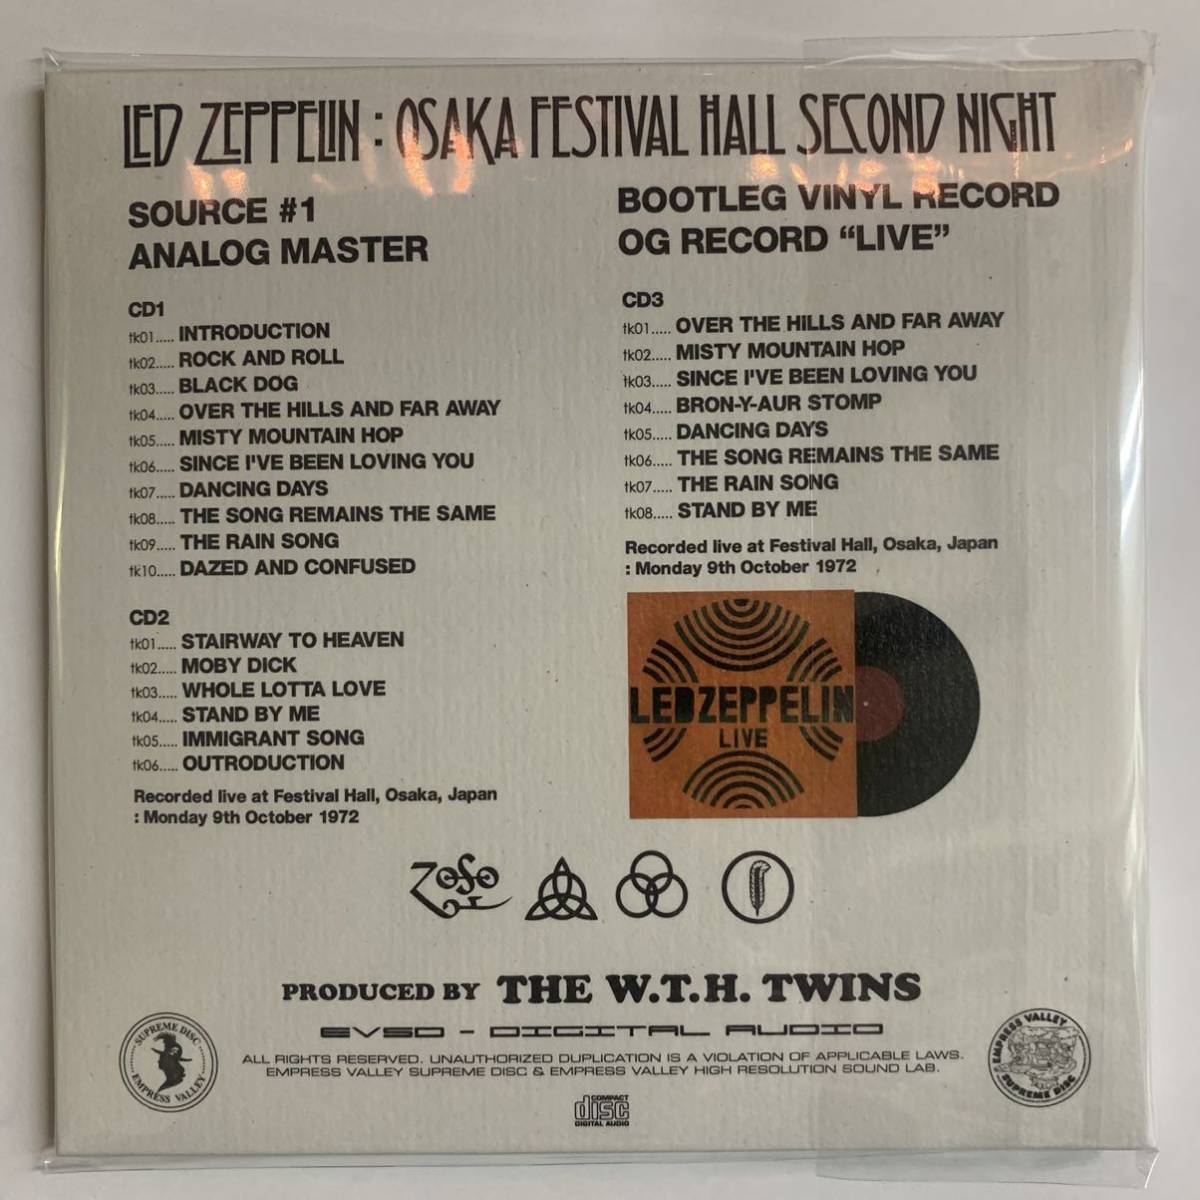 LED ZEPPELIN : OSAKA FESTIVAL HALL SECOND NIGHT
SOURCE #1
ANALOG MASTER
CD1
tk01..... INTRODUCTION
tk02..... ROCK AND ROLL
tk03..... BLACK DOG
tk04..... OVER THE HILLS AND FAR AWAY
tk05..... MISTY MOUNTAIN HOP
tk06..... SINCE I'VE BEEN LOVING YOU
tk07..... DANCING DAYS
tk08..... THE SONG REMAINS THE SAME
tk09..... THE RAIN SONG
tk10..... DAZED AND CONFUSED
CD2
tk01..... STAIRWAY TO HEAVEN
tk02..... MOBY DICK
tk03..... WHOLE LOTTA LOVE
tk04..... STAND BY ME
tk05..... IMMIGRANT SONG
tk06..... OUTRODUCTION
Recorded live at Festival Hall, Osaka, Japan
: Monday 9th October 1972
BOOTLEG VINYL RECORD
OG RECORD “LIVE”
CD3
tk01..... OVER THE HILLS AND FAR AWAY
tk02..... MISTY MOUNTAIN HOP
tk03..... SINCE I'VE BEEN LOVING YOU
tk04..... BRON-Y-AUR STOMP
tk05..... DANCING DAYS
tk06..... THE SONG REMAINS THE SAME
tk07..... THE RAIN SONG
tk08..... STAND BY ME
Recorded live at Festival Hall, Osaka, Japan
: Monday 9th October 1972
LED ZEPPELIN
LIVE
ZoSo
PRODUCED BY THE W.T.H. TWINS
EVSD - DIGITAL AUDIO
ALL RIGHTS RESERVED. UNAUTHORIZED DUPLICATION IS A VIOLATION OF APPLICABLE LAWS.
EMPRESS VALLEY SUPREME DISC & EMPRESS VALLEY HIGH RESOLUTION SOUND LAB.
SUPREME DISC
EMPRESS VALLEY
EMPRESS VALLEY
SUPREME DISC
COMPACT
disc
DIGITAL AUDIO